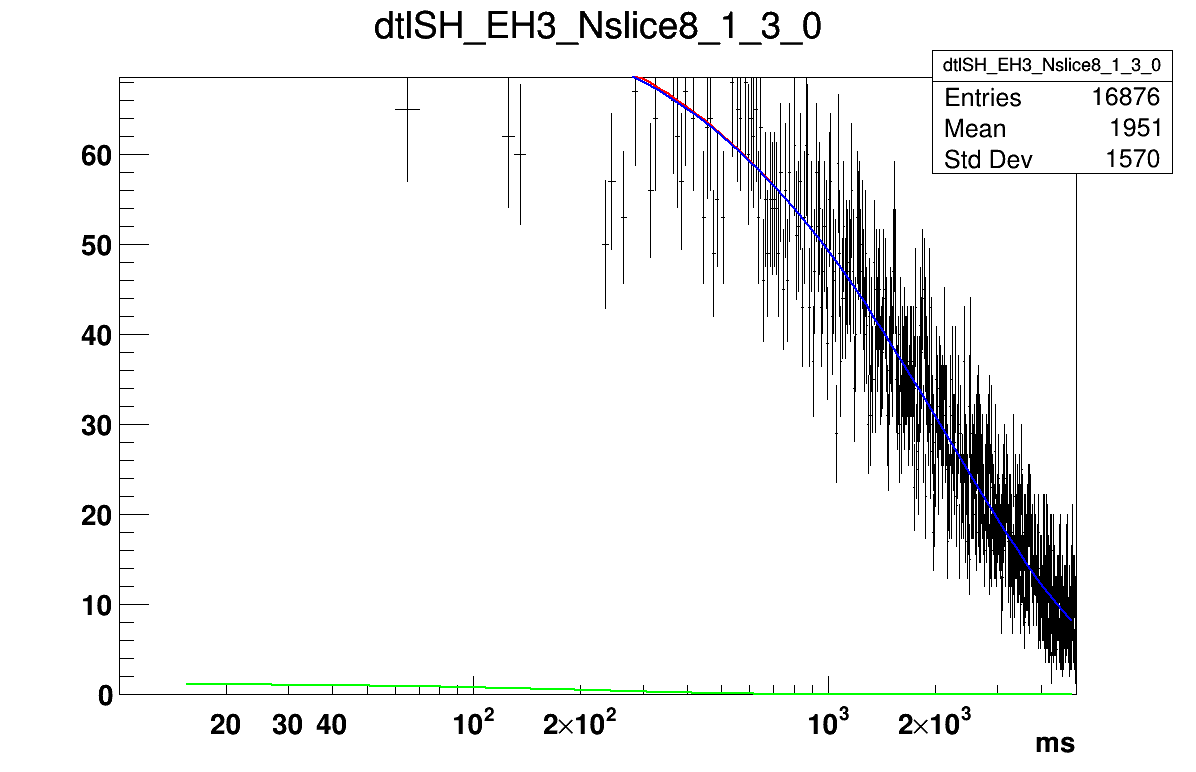 dtlSH_EH3_Nslice8_1_3_0
dtlSH_EH3_Nslice8_1_3_0
Entries 16876
Mean 1951
Std Dev 1570
60
50
40
30
20
10
0
20 30 40 10² 2×10² 10³ 2×10³
ms